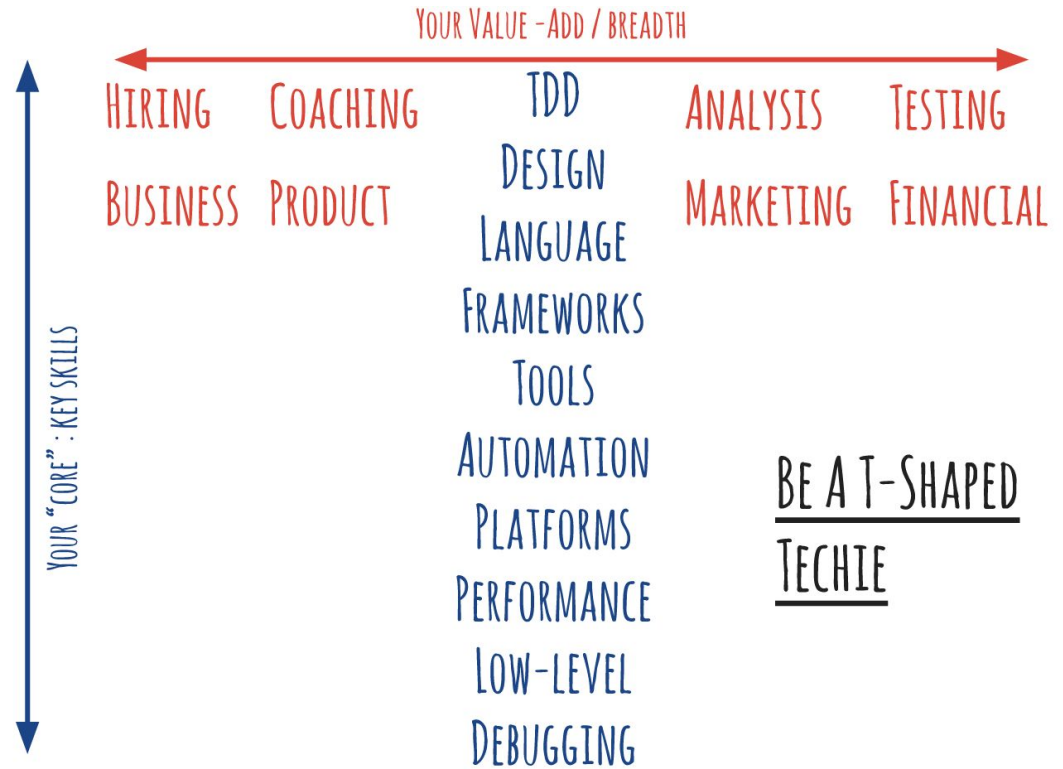 YOUR VALUE -ADD / BREADTH
HIRING COACHING TDD ANALYSIS TESTING
DESIGN
BUSINESS PRODUCT MARKETING FINANCIAL
LANGUAGE
FRAMEWORKS
TOOLS
AUTOMATION
PLATFORMS
PERFORMANCE
LOW-LEVEL
DEBUGGING
YOUR "CORE" : KEY SKILLS
BE A T-SHAPED
TECHIE